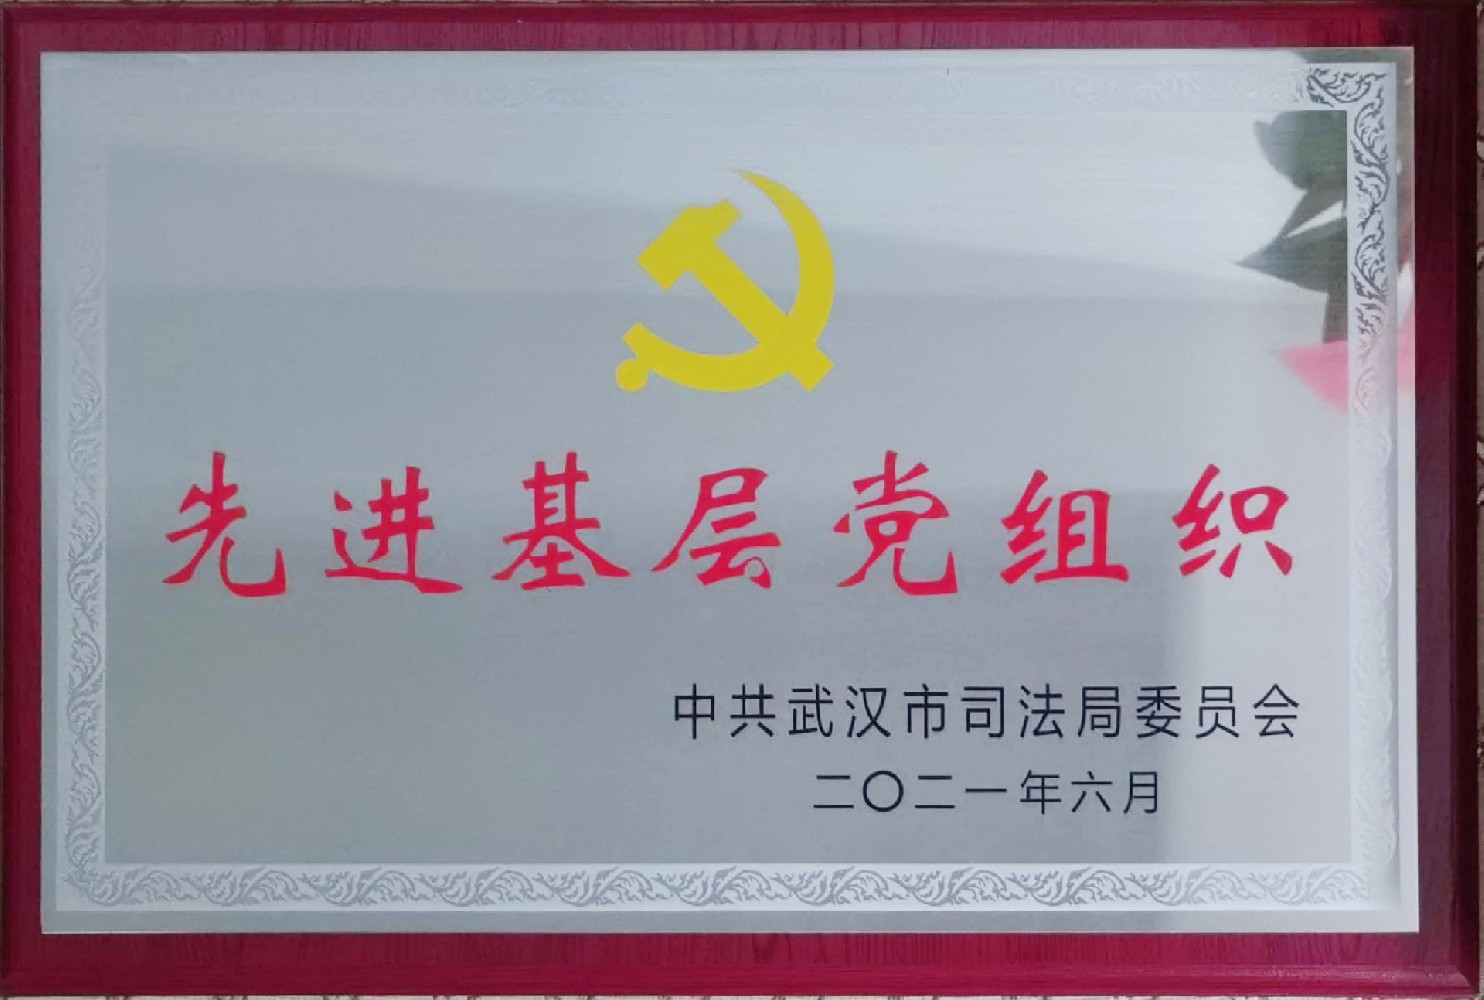 先进基层党组织
中共武汉市司法局委员会
二〇二一年六月